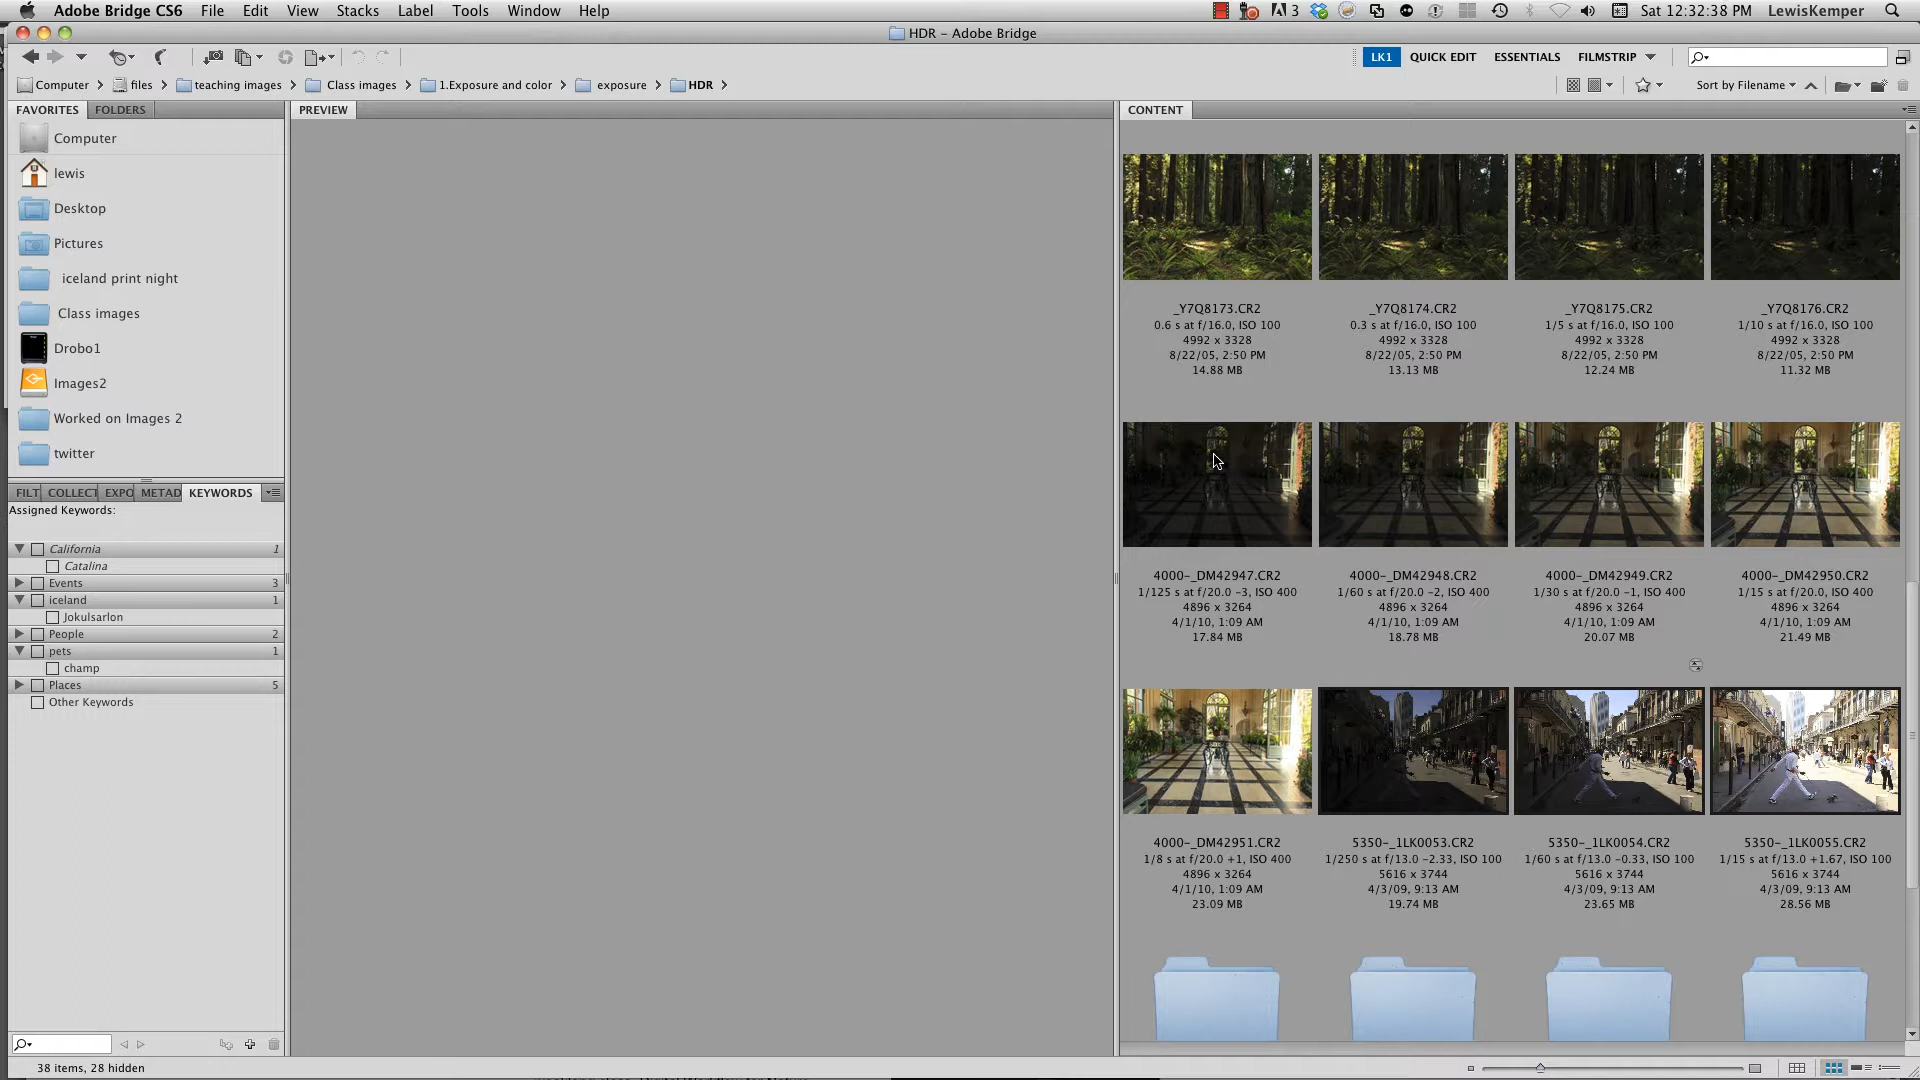 Adobe Bridge CS6 File Edit View Stacks Label Tools Window Help
3 Sat 12:32:38 PM LewisKemper
HDR – Adobe Bridge
LK1 QUICK EDIT ESSENTIALS FILMSTRIP
Computer files teaching images Class images 1.Exposure and color exposure HDR
Sort by Filename
FAVORITES FOLDERS
PREVIEW
CONTENT
Computer
lewis
Desktop
Pictures
iceland print night
Class images
Drobo1
Images2
Worked on Images 2
twitter
FILT COLLECT EXPO METAD KEYWORDS
Assigned Keywords:
California 1
Catalina
Events 3
iceland 1
Jokulsarlon
People 2
pets 1
champ
Places 5
Other Keywords
_Y7Q8173.CR2 _Y7Q8174.CR2 _Y7Q8175.CR2 _Y7Q8176.CR2
0.6 s at f/16.0, ISO 100 0.3 s at f/16.0, ISO 100 1/5 s at f/16.0, ISO 100 1/10 s at f/16.0, ISO 100
4992 x 3328 4992 x 3328 4992 x 3328 4992 x 3328
8/22/05, 2:50 PM 8/22/05, 2:50 PM 8/22/05, 2:50 PM 8/22/05, 2:50 PM
14.88 MB 13.13 MB 12.24 MB 11.32 MB
4000-_DM42947.CR2 4000-_DM42948.CR2 4000-_DM42949.CR2 4000-_DM42950.CR2
1/125 s at f/20.0 -3, ISO 400 1/60 s at f/20.0 -2, ISO 400 1/30 s at f/20.0 -1, ISO 400 1/15 s at f/20.0, ISO 400
4896 x 3264 4896 x 3264 4896 x 3264 4896 x 3264
4/1/10, 1:09 AM 4/1/10, 1:09 AM 4/1/10, 1:09 AM 4/1/10, 1:09 AM
17.84 MB 18.78 MB 20.07 MB 21.49 MB
4000-_DM42951.CR2 5350-_1LK0053.CR2 5350-_1LK0054.CR2 5350-_1LK0055.CR2
1/8 s at f/20.0 +1, ISO 400 1/250 s at f/13.0 -2.33, ISO 100 1/60 s at f/13.0 -0.33, ISO 100 1/15 s at f/13.0 +1.67, ISO 100
4896 x 3264 5616 x 3744 5616 x 3744 5616 x 3744
4/1/10, 1:09 AM 4/3/09, 9:13 AM 4/3/09, 9:13 AM 4/3/09, 9:13 AM
23.09 MB 19.74 MB 23.65 MB 28.56 MB
38 items, 28 hidden